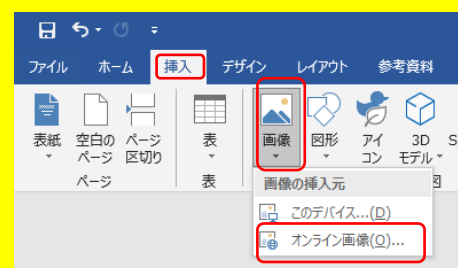 ファイル ホーム 挿入 デザイン レイアウト 参考資料
表紙 空白の ページ 表 画像 図形 アイ 3D S
ページ 区切り コン モデル
ページ 表 図
画像の挿入元
このデバイス...(D)
オンライン画像(O)...